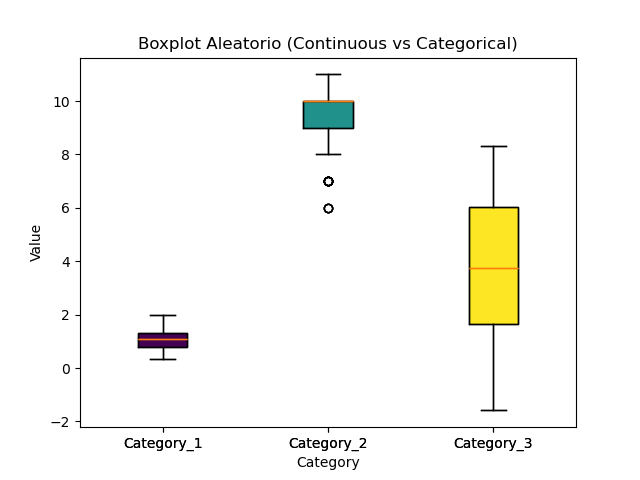 Boxplot Aleatorio (Continuous vs Categorical)
Value
10
8
6
4
2
0
−2
Category_1 Category_2 Category_3
Category